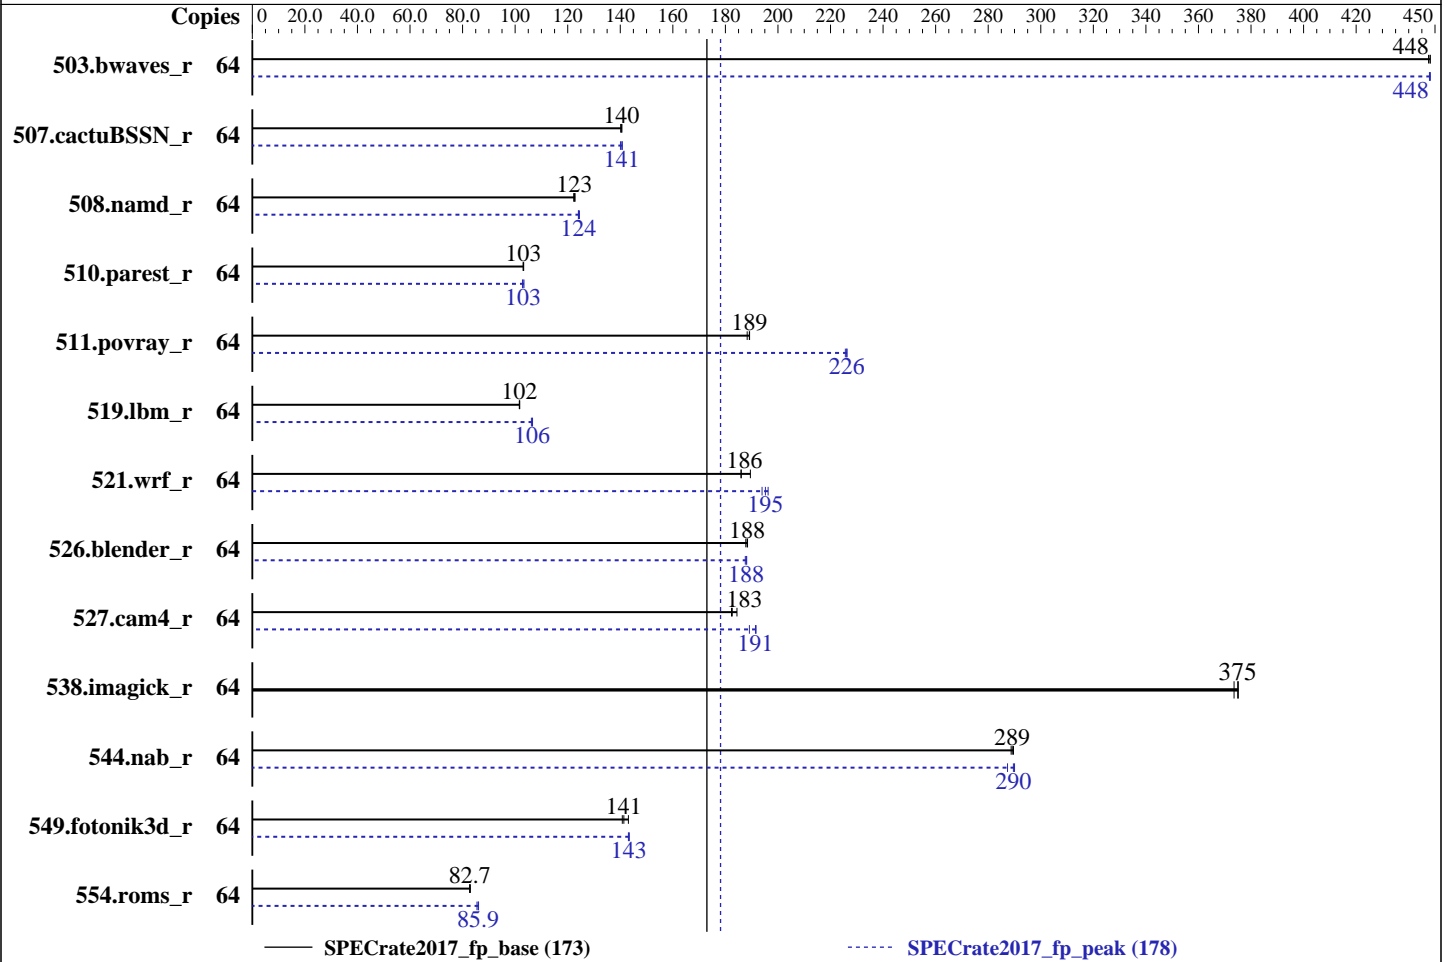 Copies 0 20.0 40.0 60.0 80.0 100 120 140 160 180 200 220 240 260 280 300 320 340 360 380 400 420 450
503.bwaves_r 64 448
448
507.cactuBSSN_r 64 140
141
508.namd_r 64 123
124
510.parest_r 64 103
103
511.povray_r 64 189
226
519.lbm_r 64 102
106
521.wrf_r 64 186
195
526.blender_r 64 188
188
527.cam4_r 64 183
191
538.imagick_r 64 375
544.nab_r 64 289
290
549.fotonik3d_r 64 141
143
554.roms_r 64 82.7
85.9
SPECrate2017_fp_base (173) SPECrate2017_fp_peak (178)